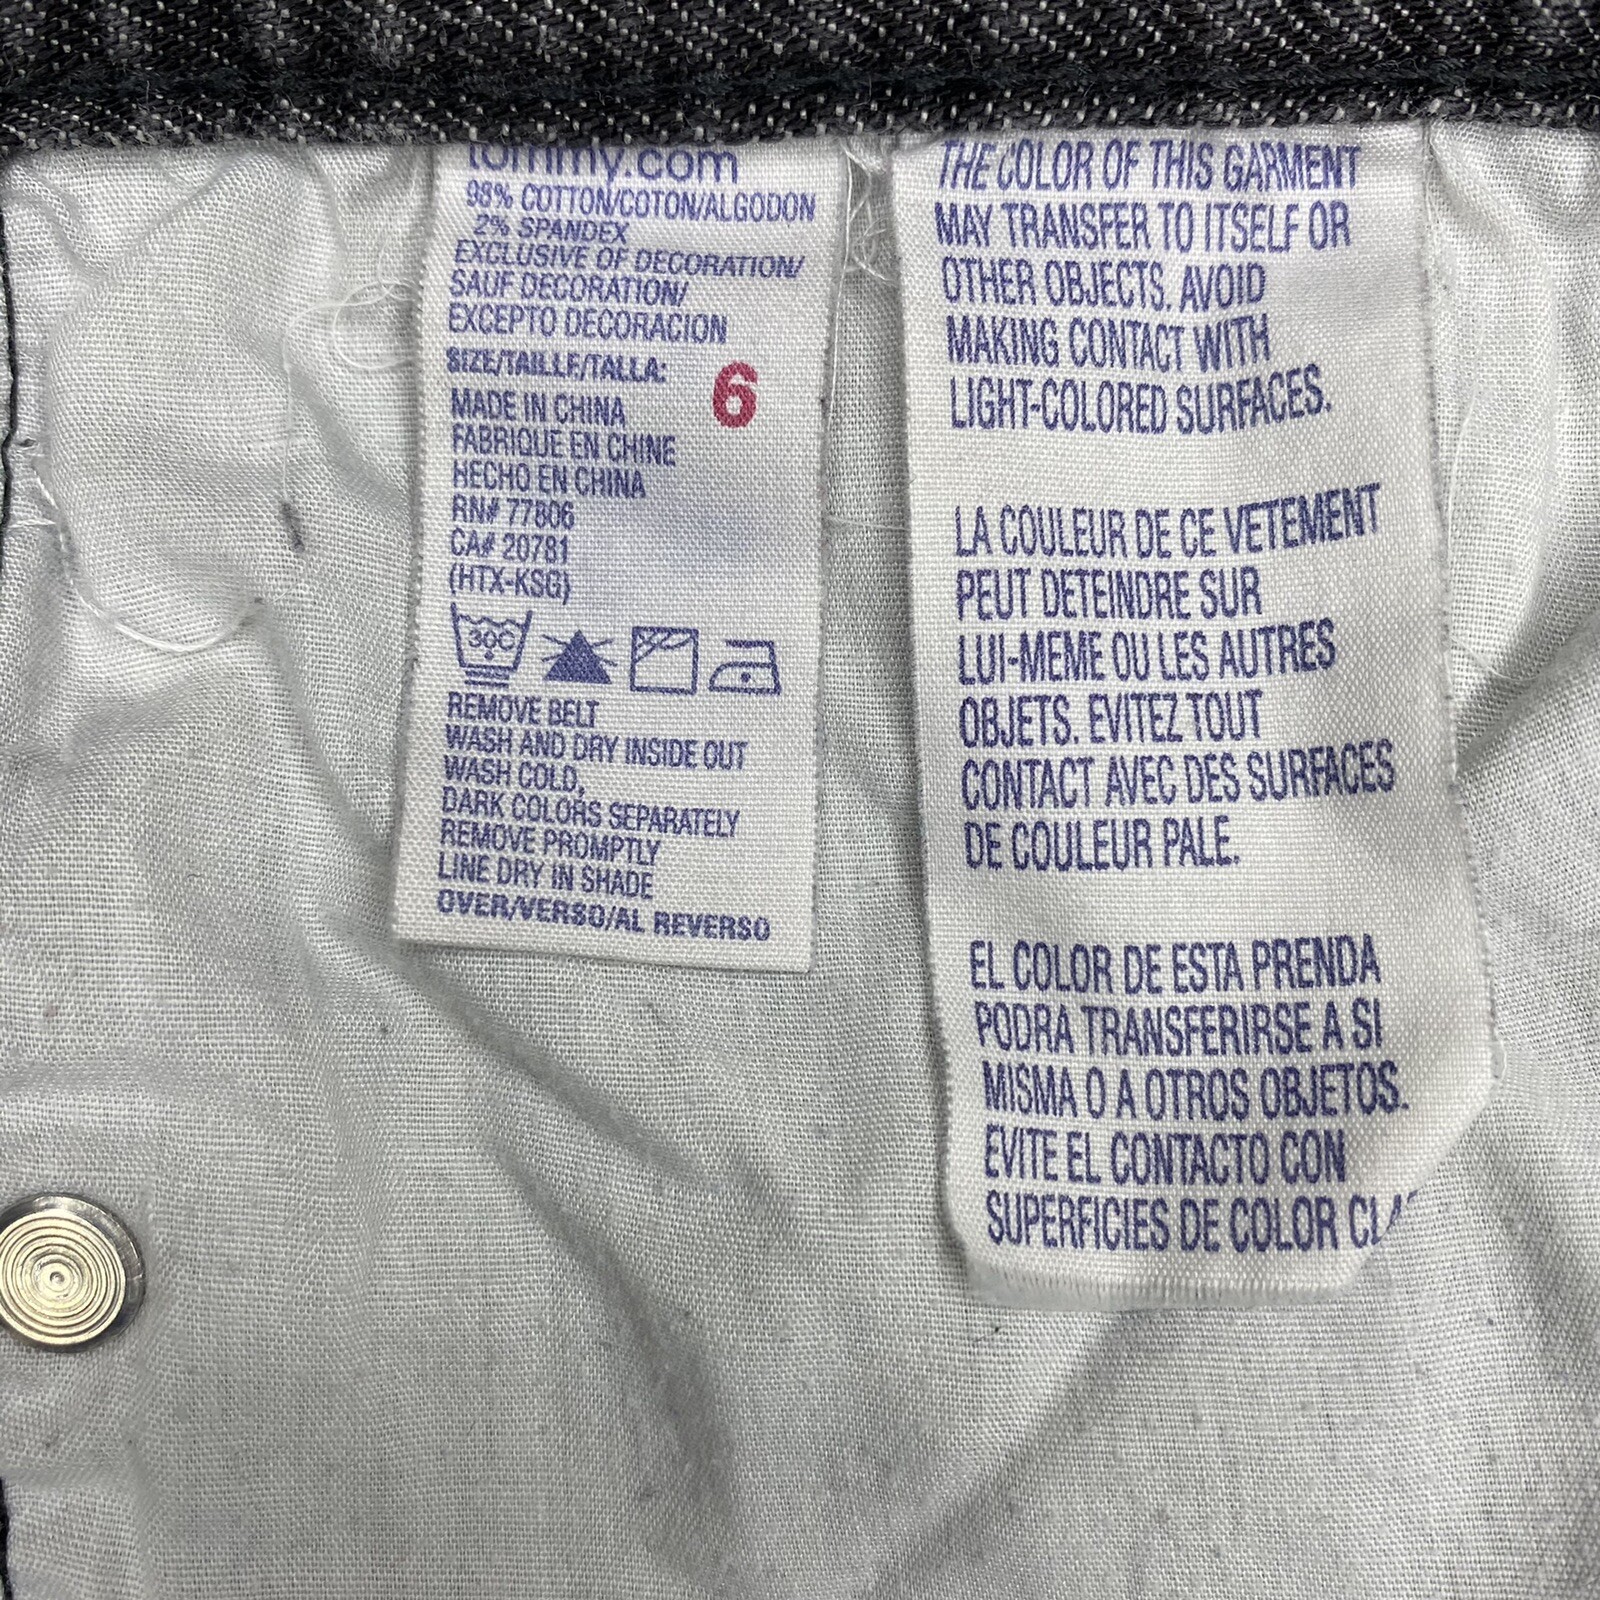 tommy.com
98% COTTON/COTON/ALGODON
2% SPANDEX
EXCLUSIVE OF DECORATION/
SAUF DECORATION/
EXCEPTO DECORACION
SIZE/TAILLE/TALLA: 6
MADE IN CHINA
FABRIQUE EN CHINE
HECHO EN CHINA
RN# 77806
CA# 20781
(HTX-KSG)
30C
REMOVE BELT
WASH AND DRY INSIDE OUT
WASH COLD,
DARK COLORS SEPARATELY
REMOVE PROMPTLY
LINE DRY IN SHADE
OVER/VERSO/AL REVERSO
THE COLOR OF THIS GARMENT
MAY TRANSFER TO ITSELF OR
OTHER OBJECTS. AVOID
MAKING CONTACT WITH
LIGHT-COLORED SURFACES.
LA COULEUR DE CE VETEMENT
PEUT DETEINDRE SUR
LUI-MEME OU LES AUTRES
OBJETS. EVITEZ TOUT
CONTACT AVEC DES SURFACES
DE COULEUR PALE.
EL COLOR DE ESTA PRENDA
PODRA TRANSFERIRSE A SI
MISMA O A OTROS OBJETOS.
EVITE EL CONTACTO CON
SUPERFICIES DE COLOR